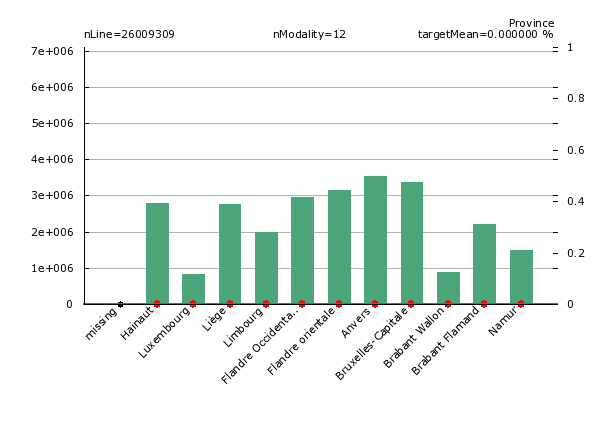 Province
nLine=26009309 nModality=12 targetMean=0.000000 %
7e+006
6e+006
5e+006
4e+006
3e+006
2e+006
1e+006
0
1
0.8
0.6
0.4
0.2
0
missing
Hainaut
Luxembourg
Liège
Limbourg
Flandre Occidenta..
Flandre orientale
Anvers
Bruxelles-Capitale
Brabant Wallon
Brabant Flamand
Namur